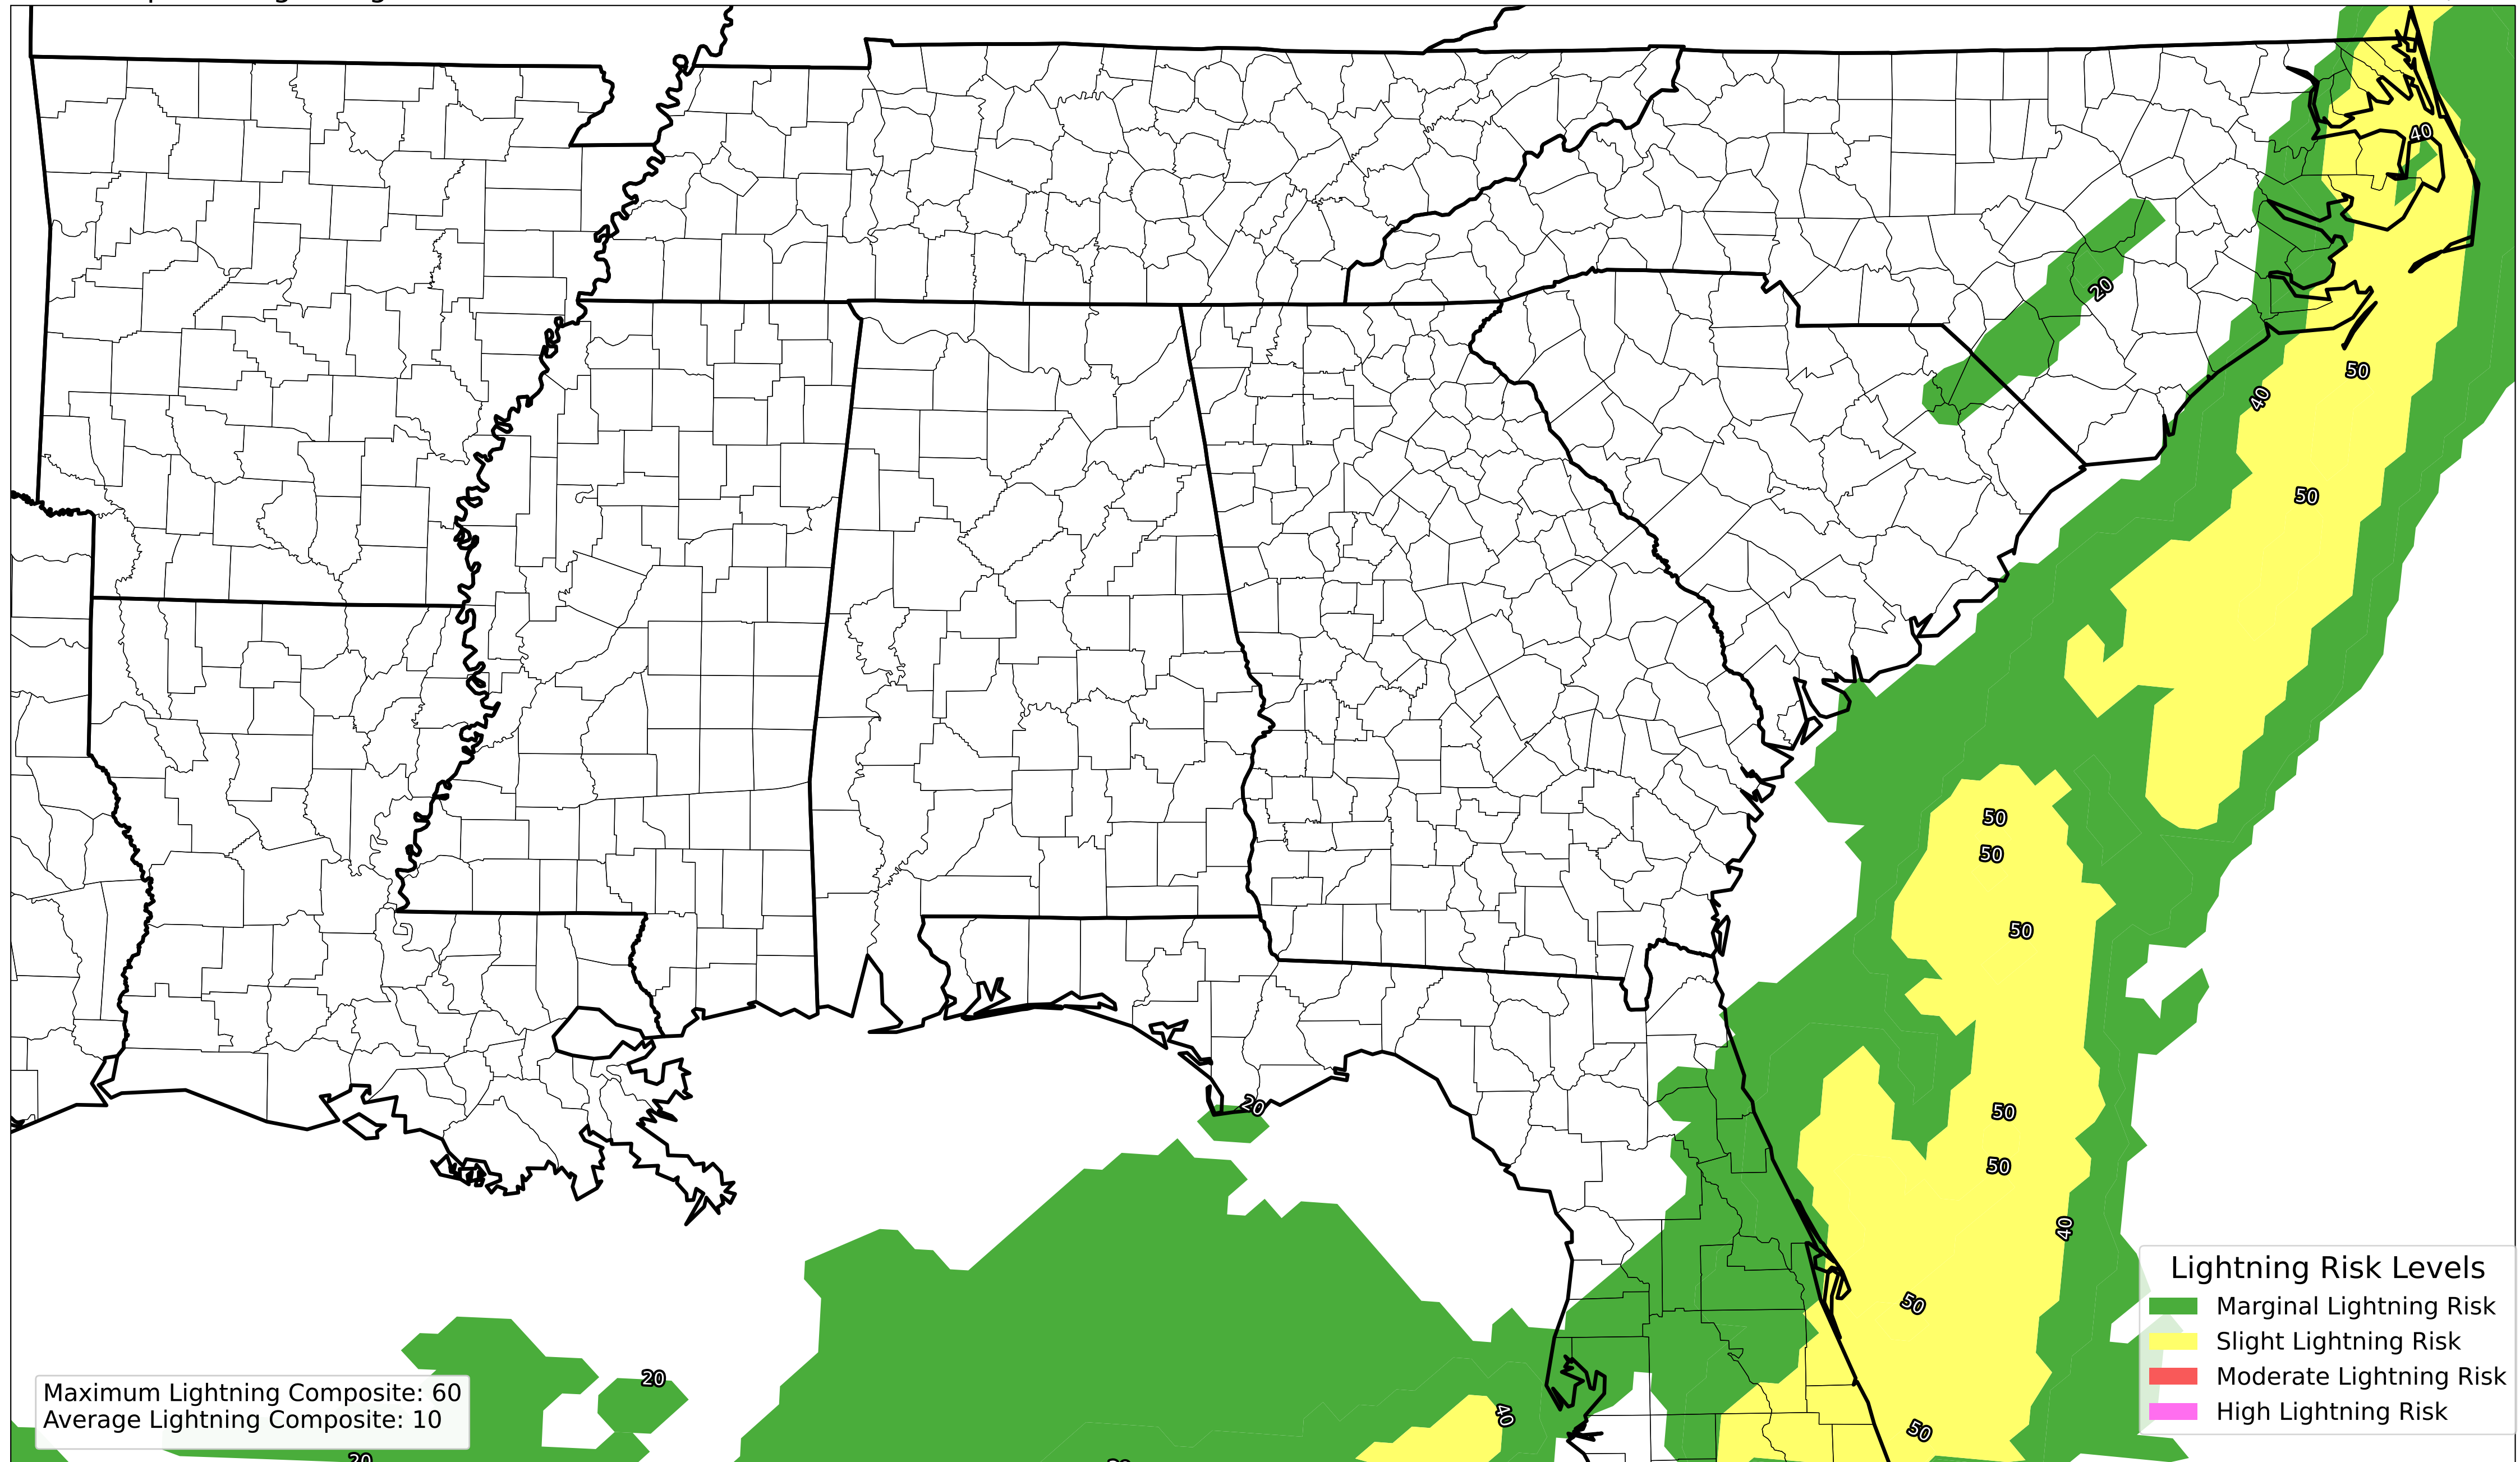 40
20
50
40
50
50
50
50
20
50
50
40
50
20
40
50
20
Maximum Lightning Composite: 60
Average Lightning Composite: 10
Lightning Risk Levels
Marginal Lightning Risk
Slight Lightning Risk
Moderate Lightning Risk
High Lightning Risk